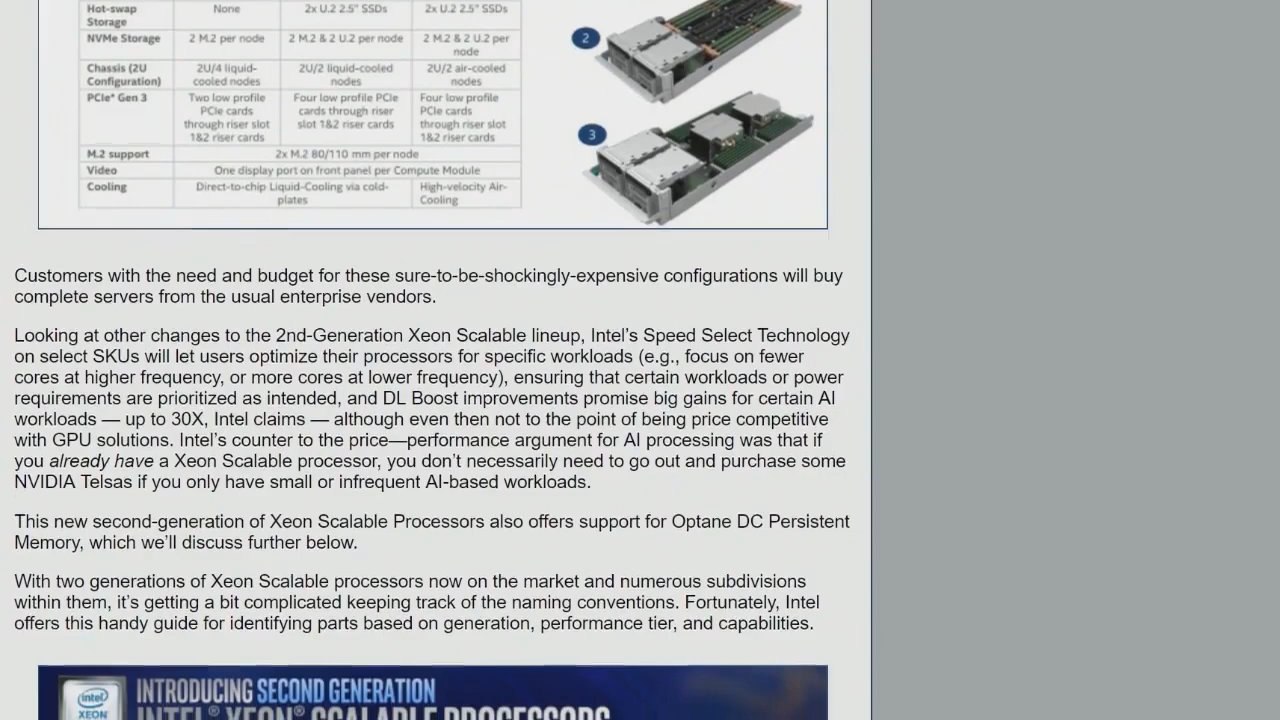 Hot-swap Storage None 2x U.2 2.5" SSDs 2x U.2 2.5" SSDs
NVMe Storage 2 M.2 per node 2 M.2 & 2 U.2 per node 2 M.2 & 2 U.2 per node
Chassis (2U Configuration) 2U/4 liquid-cooled nodes 2U/2 liquid-cooled nodes 2U/2 air-cooled nodes
PCIe* Gen 3 Two low profile PCIe cards through riser slot 1&2 riser cards Four low profile PCIe cards through riser slot 1&2 riser cards Four low profile PCIe cards through riser slot 1&2 riser cards
M.2 support 2x M.2 80/110 mm per node
Video One display port on front panel per Compute Module
Cooling Direct-to-chip Liquid-Cooling via cold-plates High-velocity Air-Cooling
2
3
Customers with the need and budget for these sure-to-be-shockingly-expensive configurations will buy
complete servers from the usual enterprise vendors.
Looking at other changes to the 2nd-Generation Xeon Scalable lineup, Intel's Speed Select Technology
on select SKUs will let users optimize their processors for specific workloads (e.g., focus on fewer
cores at higher frequency, or more cores at lower frequency), ensuring that certain workloads or power
requirements are prioritized as intended, and DL Boost improvements promise big gains for certain AI
workloads — up to 30X, Intel claims — although even then not to the point of being price competitive
with GPU solutions. Intel's counter to the price—performance argument for AI processing was that if
you already have a Xeon Scalable processor, you don't necessarily need to go out and purchase some
NVIDIA Telsas if you only have small or infrequent AI-based workloads.
This new second-generation of Xeon Scalable Processors also offers support for Optane DC Persistent
Memory, which we'll discuss further below.
With two generations of Xeon Scalable processors now on the market and numerous subdivisions
within them, it's getting a bit complicated keeping track of the naming conventions. Fortunately, Intel
offers this handy guide for identifying parts based on generation, performance tier, and capabilities.
intel XEON
INTRODUCING SECOND GENERATION
INTEL® XEON® SCALABLE PROCESSORS